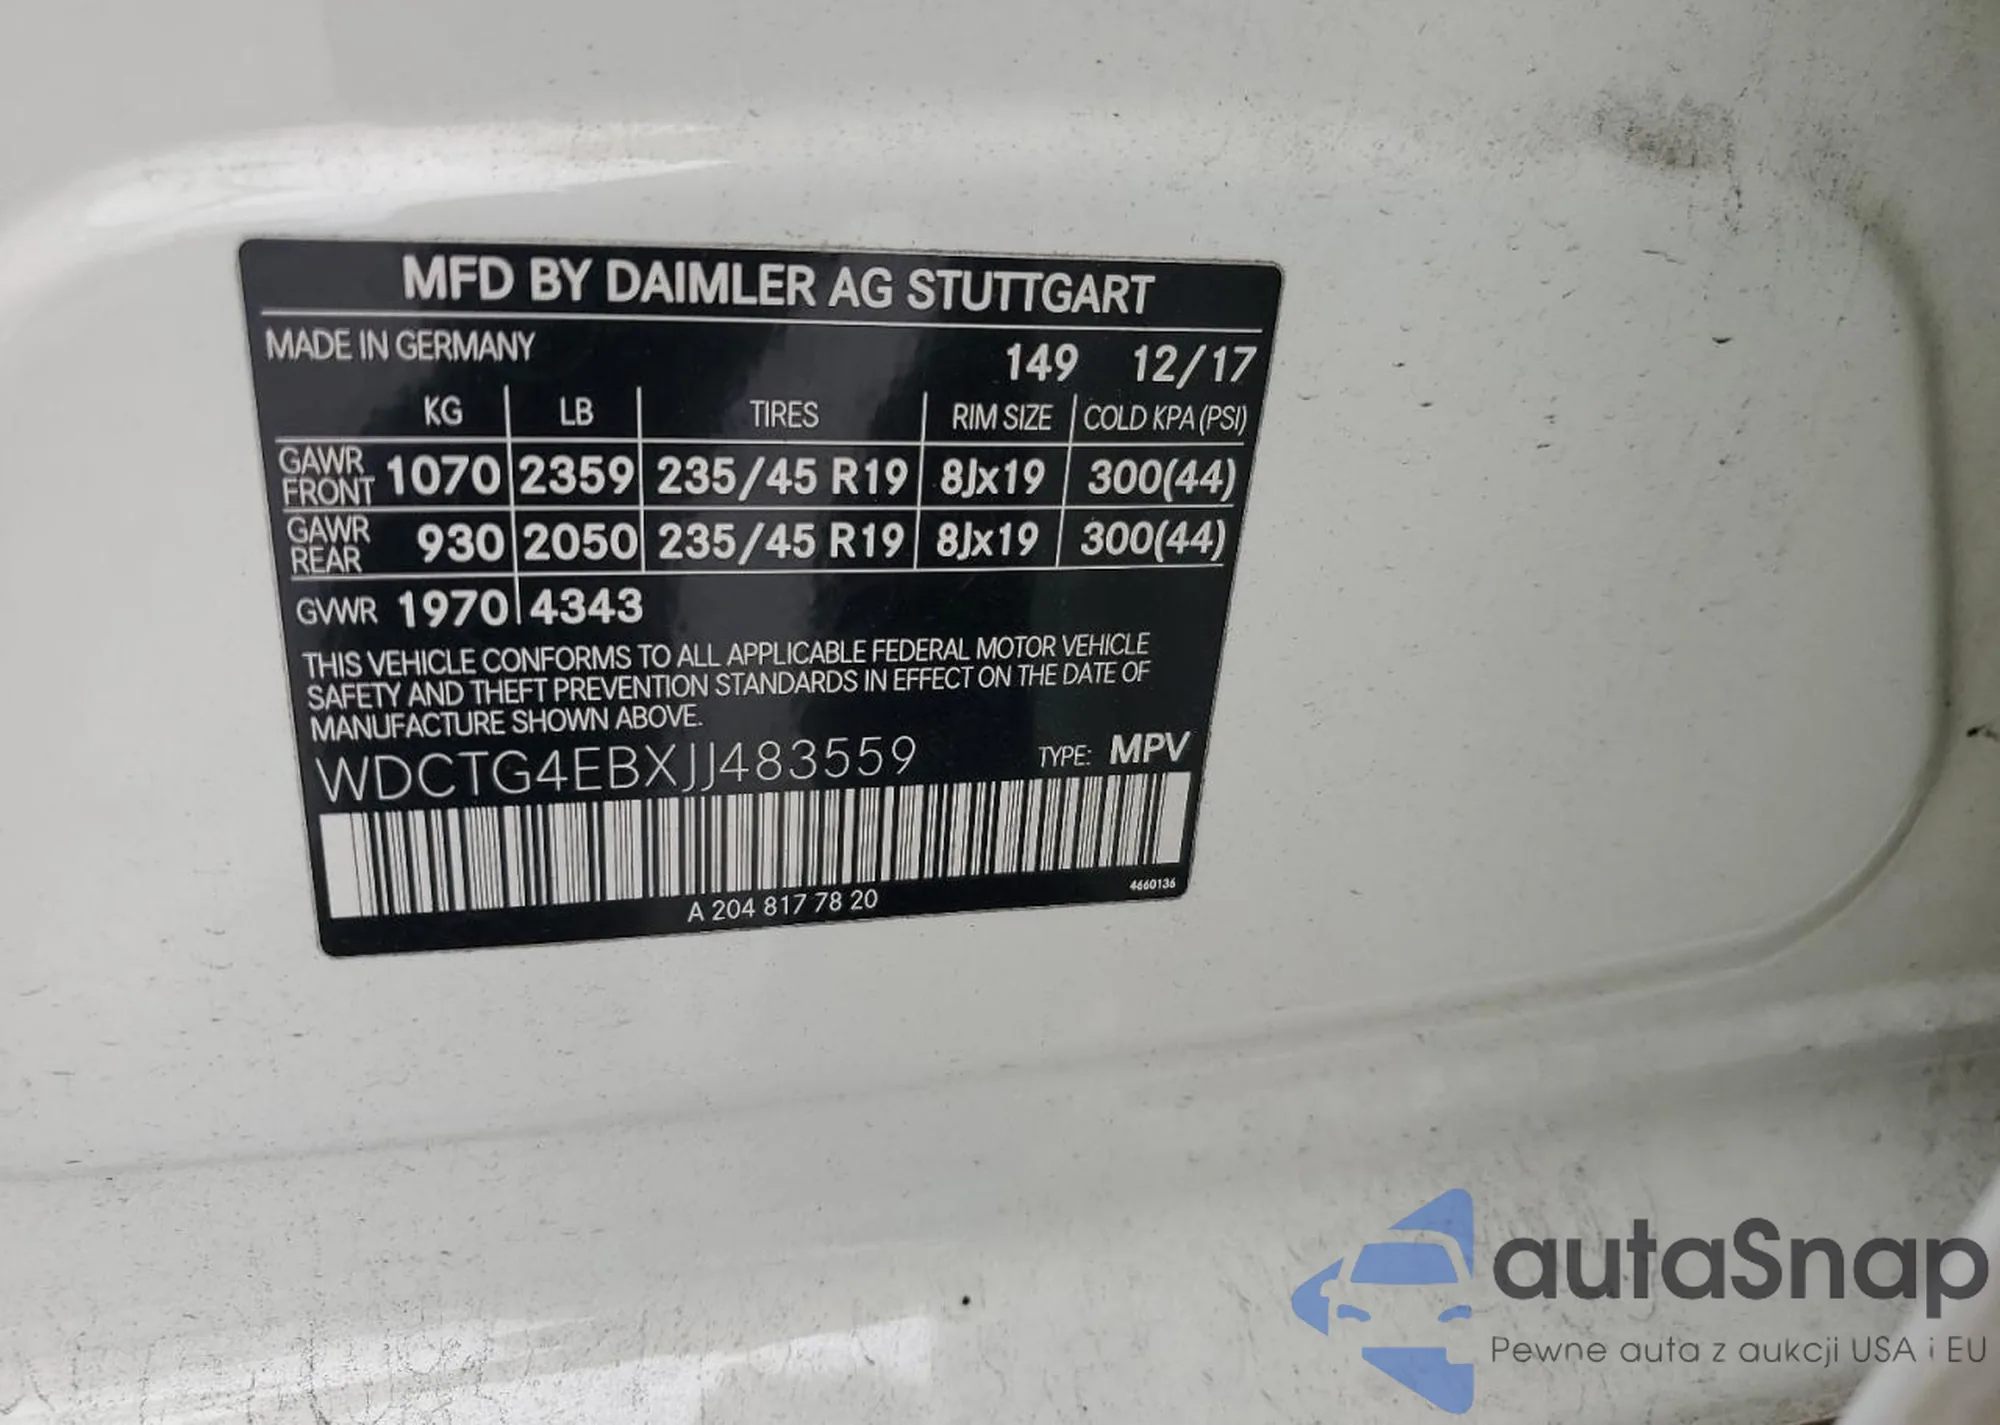 MFD BY DAIMLER AG STUTTGART
MADE IN GERMANY
149 12/17
KG LB TIRES RIM SIZE COLD KPA (PSI)
GAWR FRONT 1070 2359 235/45 R19 8Jx19 300(44)
GAWR REAR 930 2050 235/45 R19 8Jx19 300(44)
GVWR 1970 4343
THIS VEHICLE CONFORMS TO ALL APPLICABLE FEDERAL MOTOR VEHICLE
SAFETY AND THEFT PREVENTION STANDARDS IN EFFECT ON THE DATE OF
MANUFACTURE SHOWN ABOVE.
WDCTG4EBXJJ483559 TYPE: MPV
4660136
A 204 817 78 20
autaSnap
Pewne auta z aukcji USA i EU